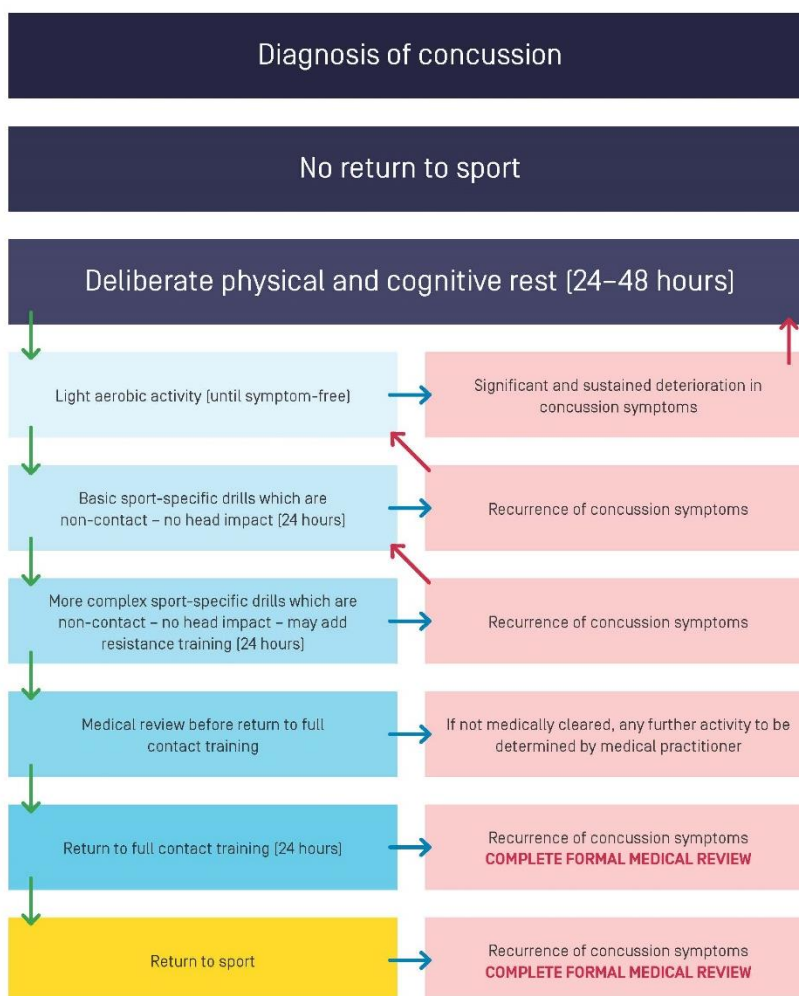 Diagnosis of concussion
No return to sport
Deliberate physical and cognitive rest (24–48 hours)
Light aerobic activity (until symptom-free)
Significant and sustained deterioration in
concussion symptoms
Basic sport-specific drills which are
non-contact – no head impact (24 hours)
Recurrence of concussion symptoms
More complex sport-specific drills which are
non-contact – no head impact – may add
resistance training (24 hours)
Recurrence of concussion symptoms
Medical review before return to full
contact training
If not medically cleared, any further activity to be
determined by medical practitioner
Return to full contact training (24 hours)
Recurrence of concussion symptoms
COMPLETE FORMAL MEDICAL REVIEW
Return to sport
Recurrence of concussion symptoms
COMPLETE FORMAL MEDICAL REVIEW